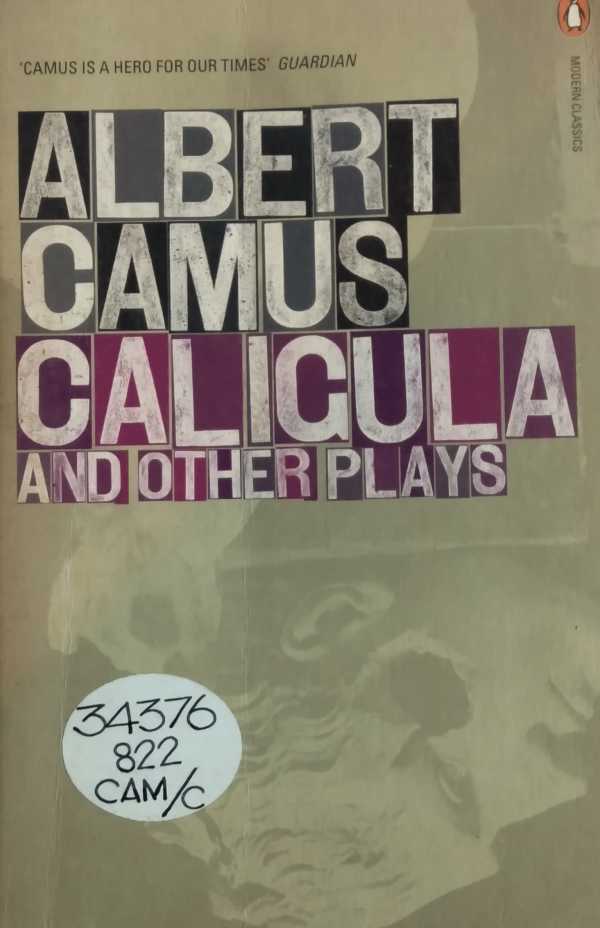 'CAMUS IS A HERO FOR OUR TIMES' GUARDIAN
MODERN CLASSICS
ALBERT
CAMUS
CALIGULA
AND OTHER PLAYS
34376
822
CAM/C